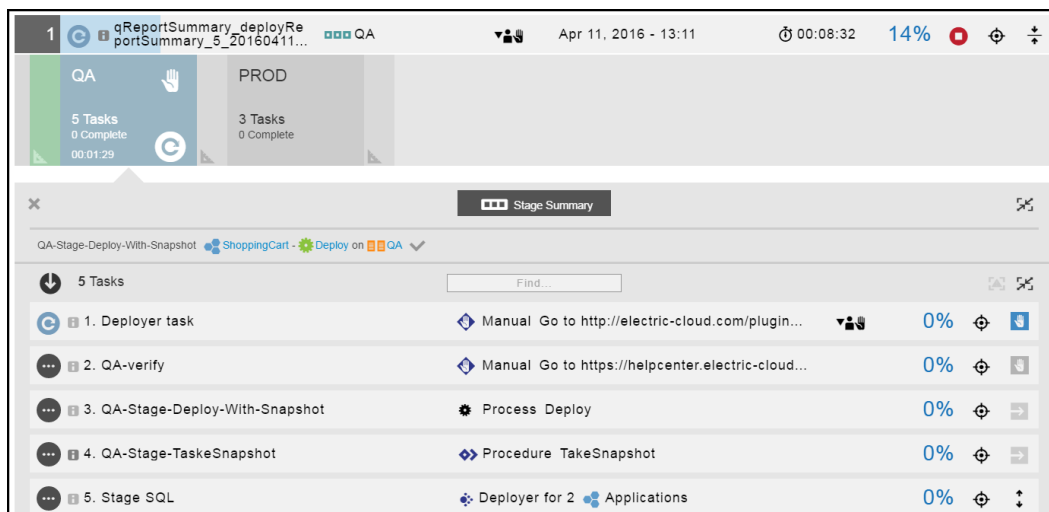 1 qReportSummary_deployRe
portSummary_5_20160411... QA Apr 11, 2016 - 13:11 00:08:32 14%
QA PROD
5 Tasks 3 Tasks
0 Complete 0 Complete
00:01:29
Stage Summary
QA-Stage-Deploy-With-Snapshot ShoppingCart - Deploy on QA
5 Tasks Find...
1. Deployer task Manual Go to http://electric-cloud.com/plugin... 0%
2. QA-verify Manual Go to https://helpcenter.electric-cloud... 0%
3. QA-Stage-Deploy-With-Snapshot Process Deploy 0%
4. QA-Stage-TaskeSnapshot Procedure TakeSnapshot 0%
5. Stage SQL Deployer for 2 Applications 0%